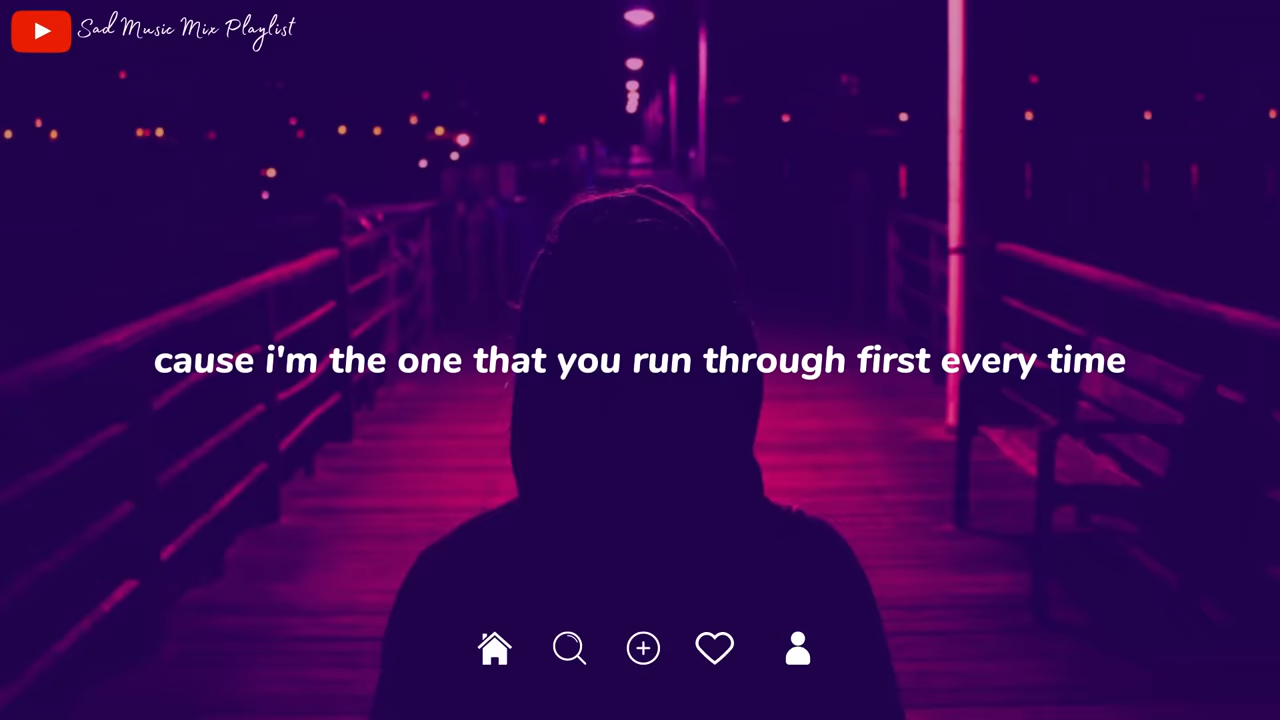 Sad Music Mix Playlist
cause i'm the one that you run through first every time